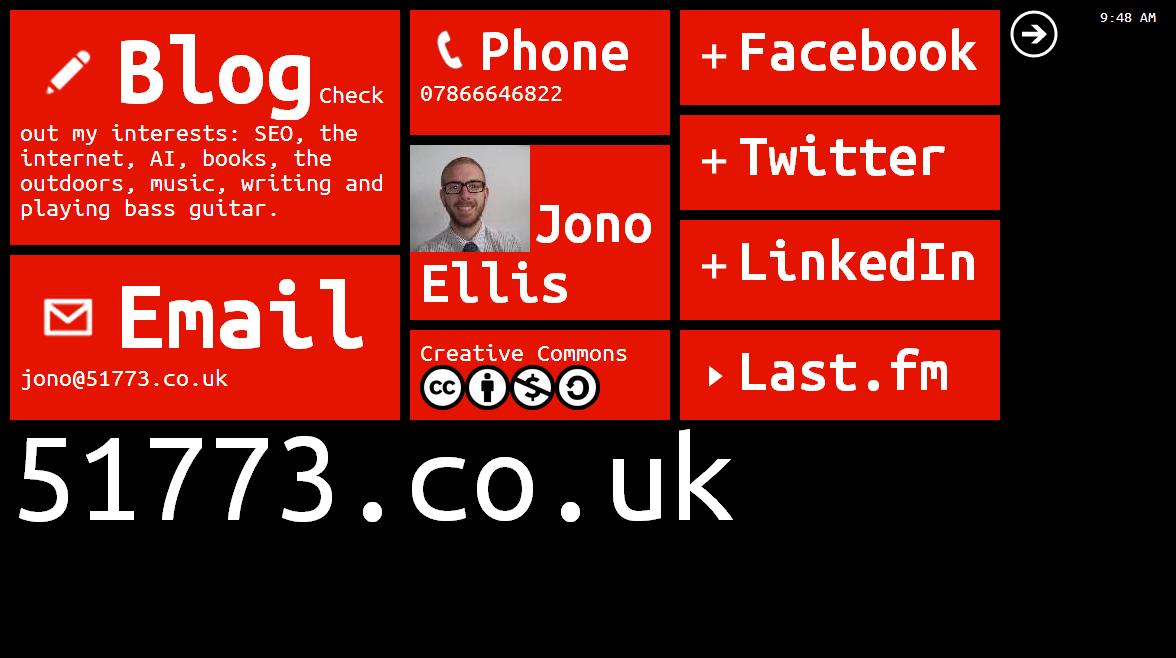 Blog Check
out my interests: SEO, the
internet, AI, books, the
outdoors, music, writing and
playing bass guitar.
Email
jono@51773.co.uk
Phone
07866646822
Jono
Ellis
Creative Commons
cc
+ Facebook
+ Twitter
+ LinkedIn
Last.fm
9:48 AM
51773.co.uk